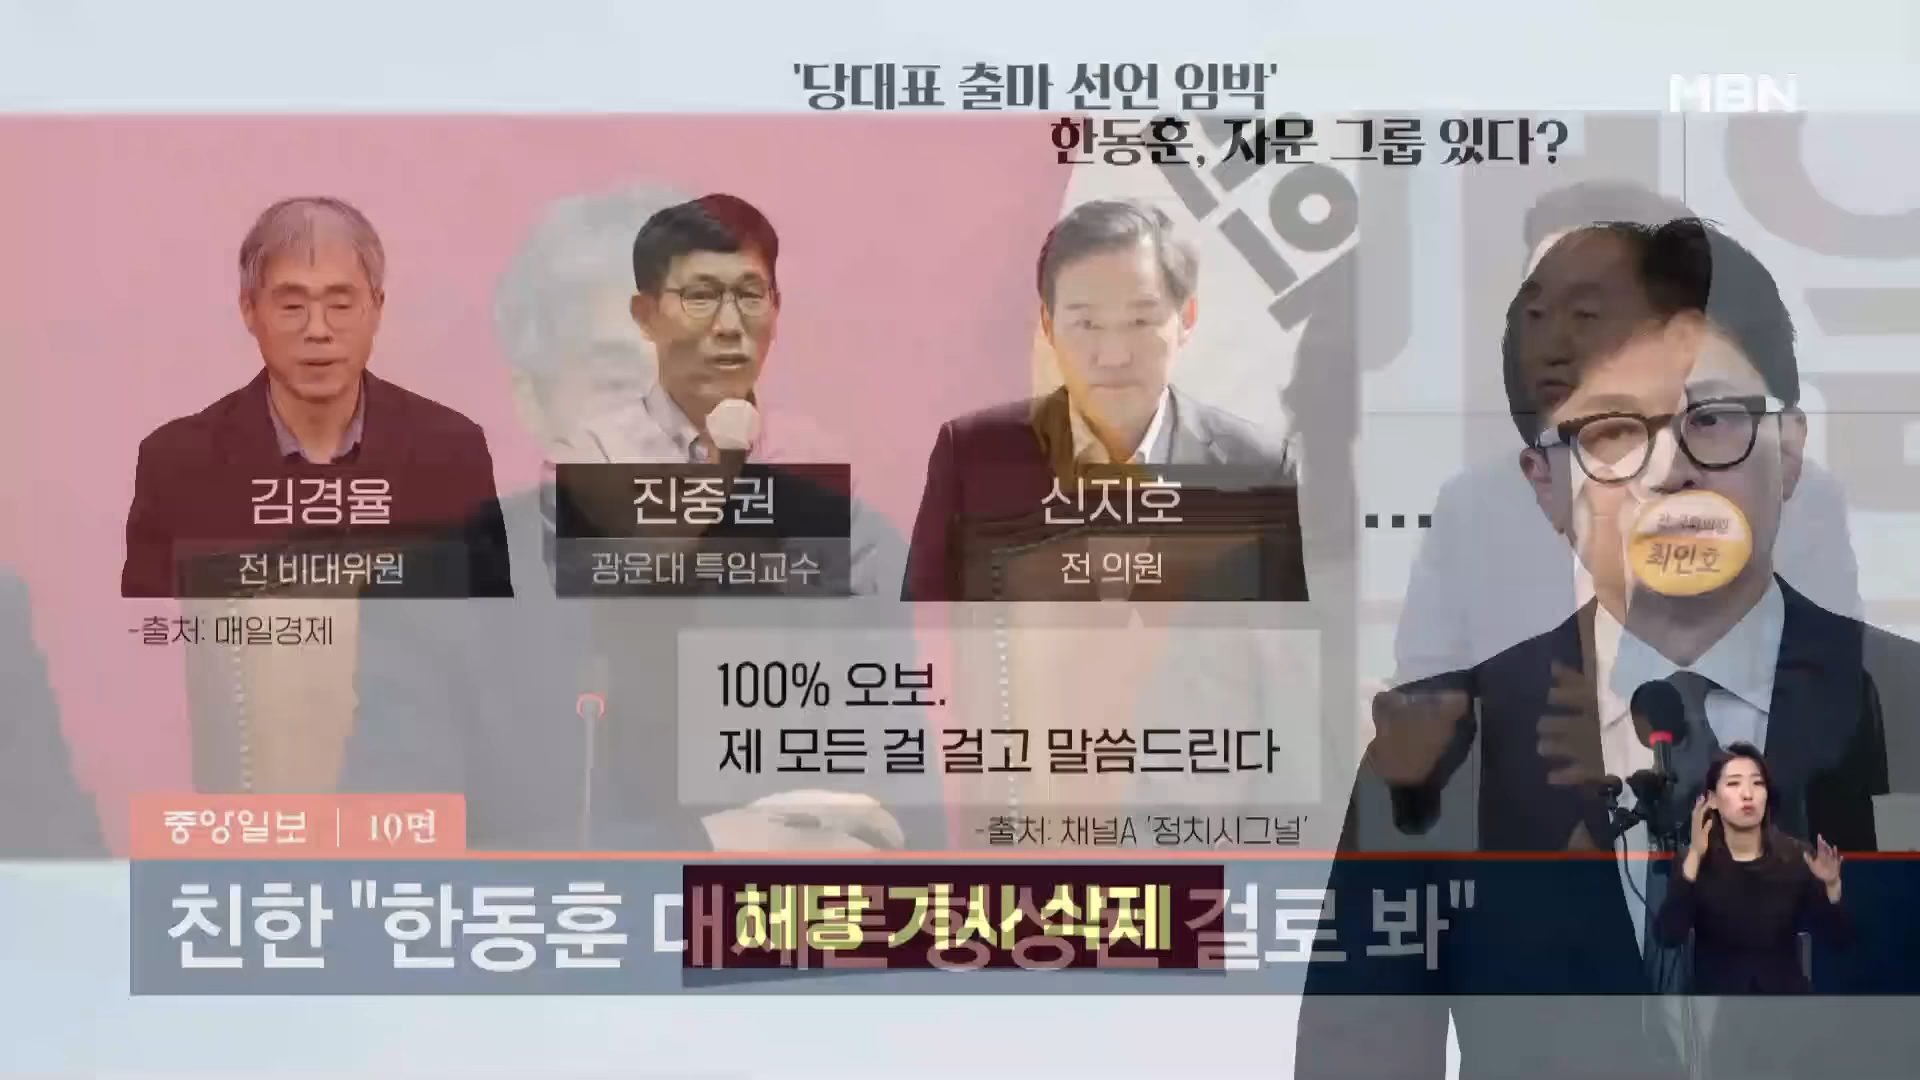 '당대표 출마 선언 임박'
한동훈, 자문 그룹 있다?
MBN
김경율
전 비대위원
진중권
광운대 특임교수
신지호
전 의원
...
최인호
-출처: 매일경제
100% 오보.
제 모든 걸 걸고 말씀드린다
-출처: 채널A '정치시그널'
중앙일보 | 10면
친한 "한동훈 대세론 형성된 걸로 봐"
해당 기사 삭제